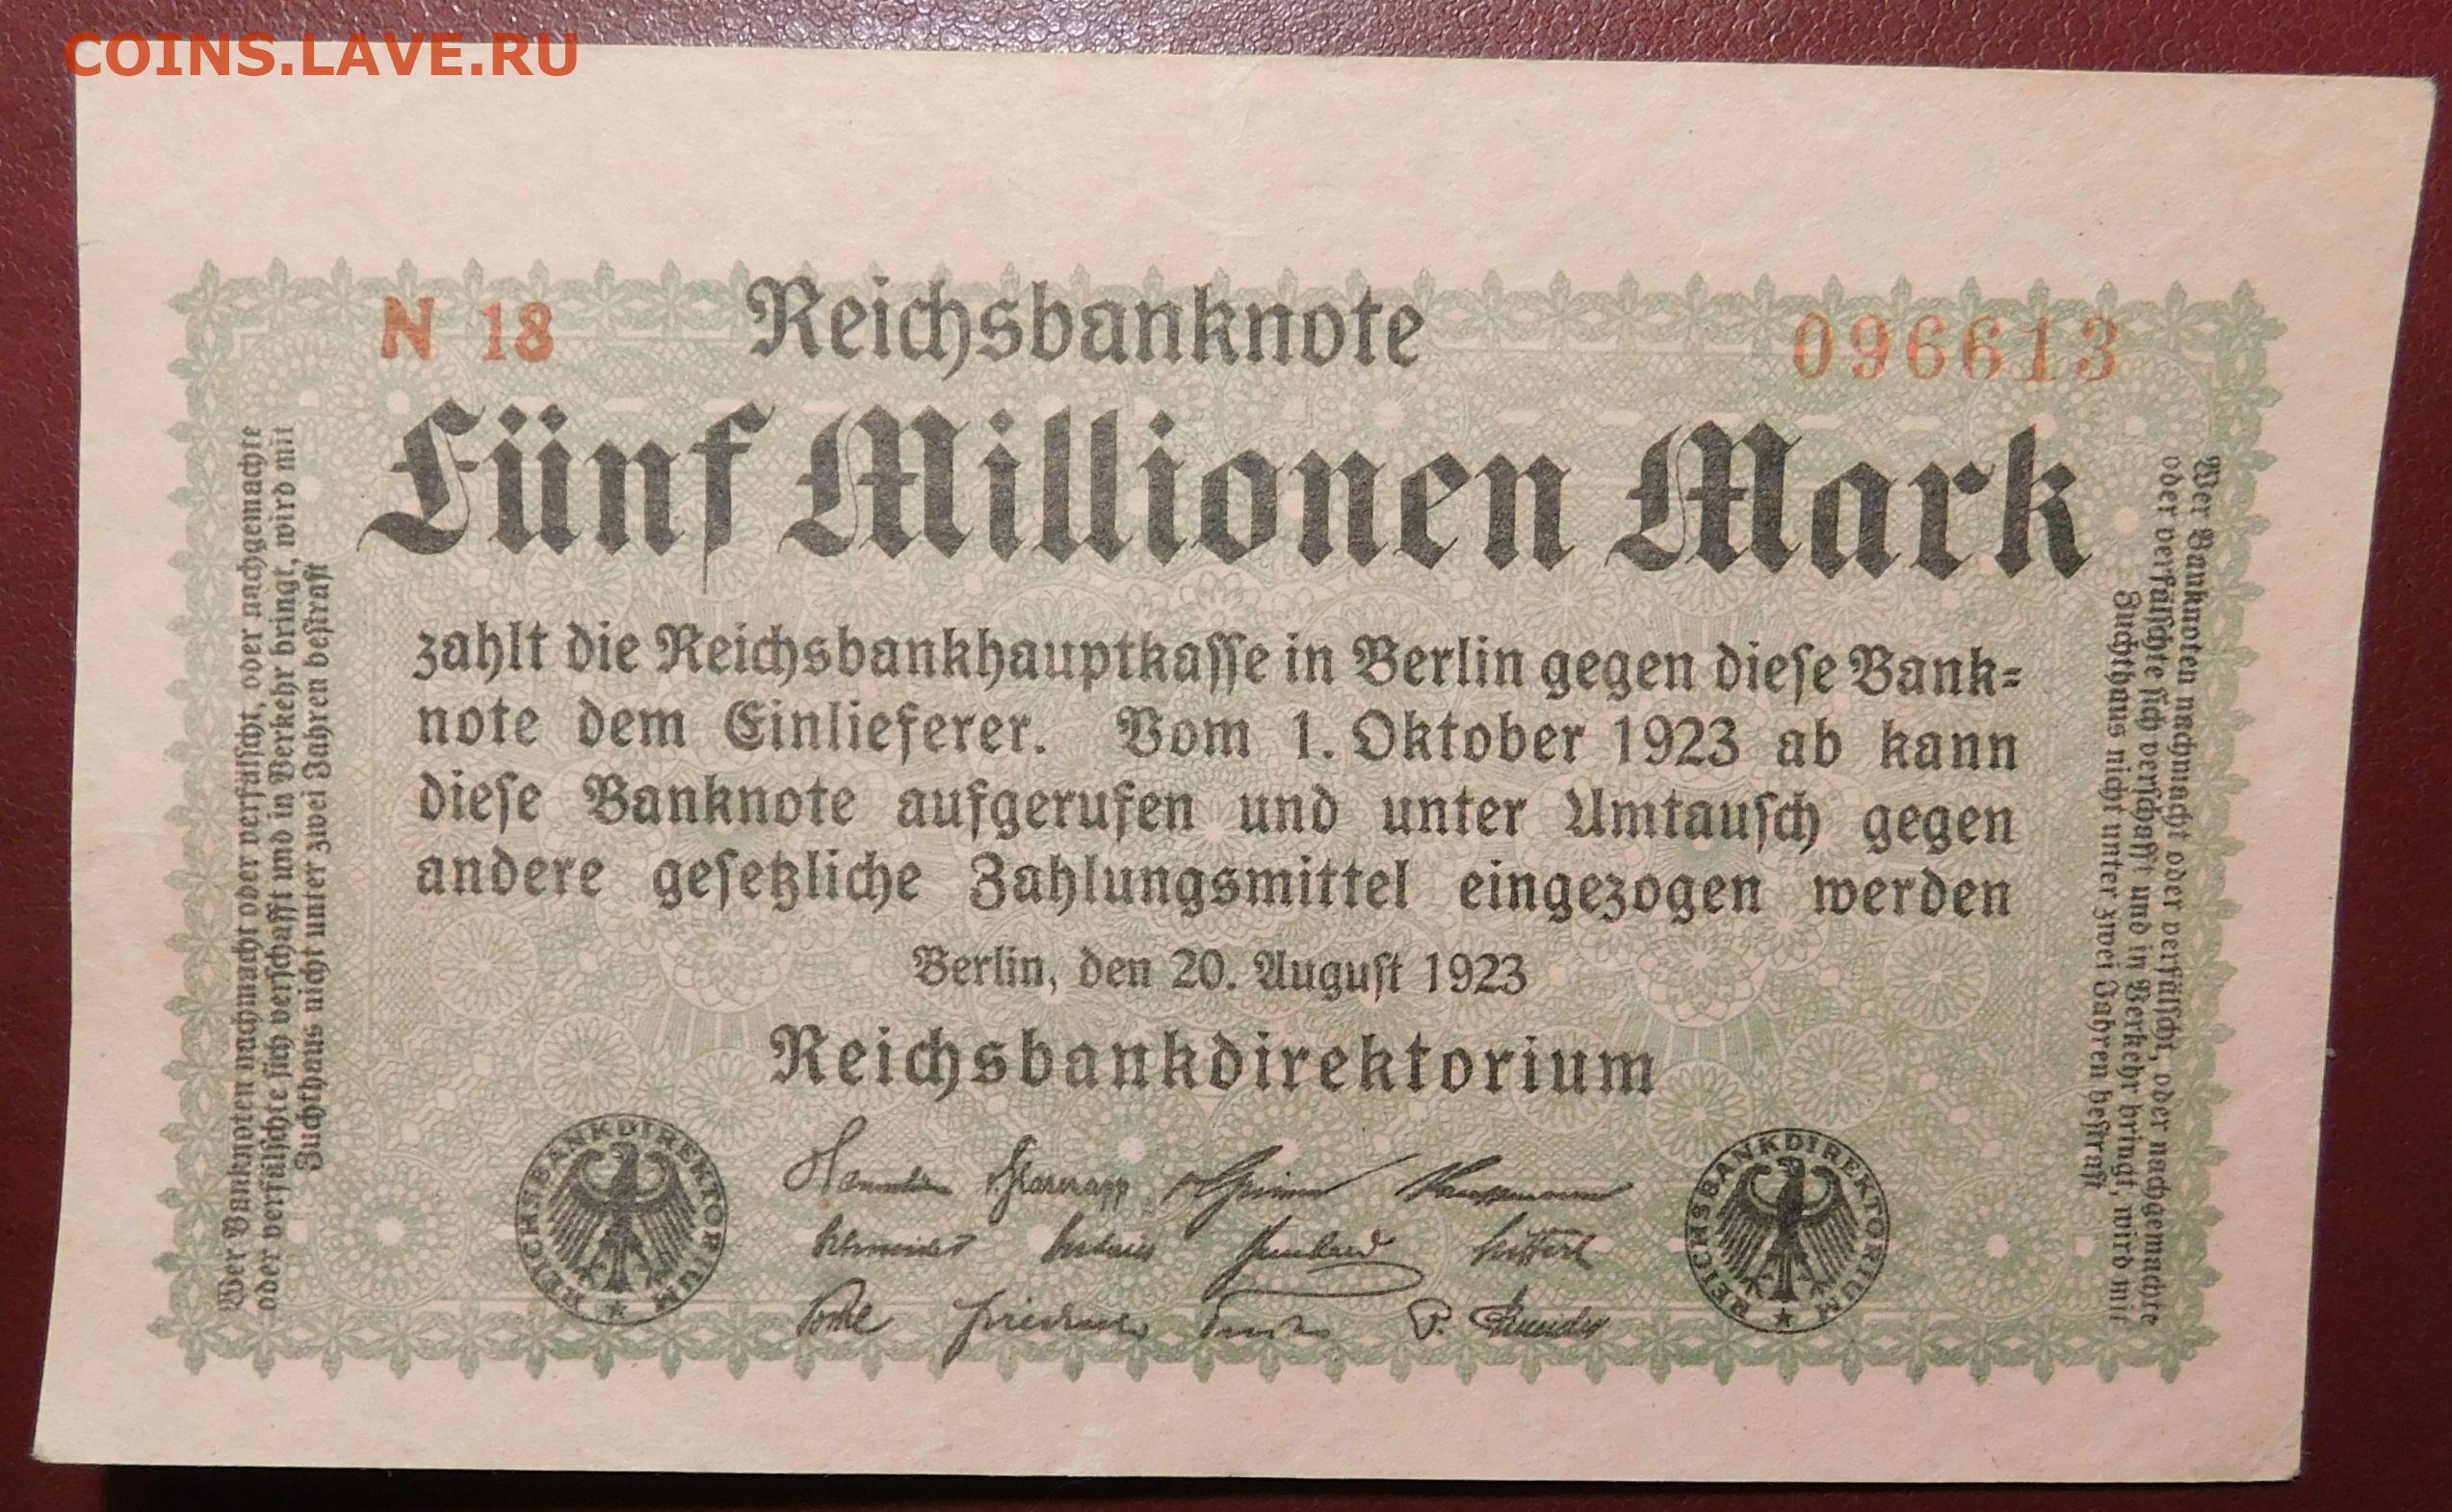 COINS.LAVE.RU
N 18
Reichsbanknote
096613
Fünf Millionen Mark
zahlt die Reichsbankhauptkasse in Berlin gegen diese Bank-
note dem Einlieferer. Vom 1. Oktober 1923 ab kann
diese Banknote aufgerufen und unter Umtausch gegen
andere gesetzliche Zahlungsmittel eingezogen werden
Berlin, den 20. August 1923
Reichsbankdirektorium
REICHSBANKDIREKTORIUM
REICHSBANKDIREKTORIUM
Wer Banknoten nachmacht oder verfälscht, oder nachgemachte
oder verfälschte sich verschafft und in Verkehr bringt, wird mit
Zuchthaus nicht unter zwei Jahren bestraft
Wer Banknoten nachmacht oder verfälscht, oder nachgemachte
oder verfälschte sich verschafft und in Verkehr bringt, wird mit
Zuchthaus nicht unter zwei Jahren bestraft